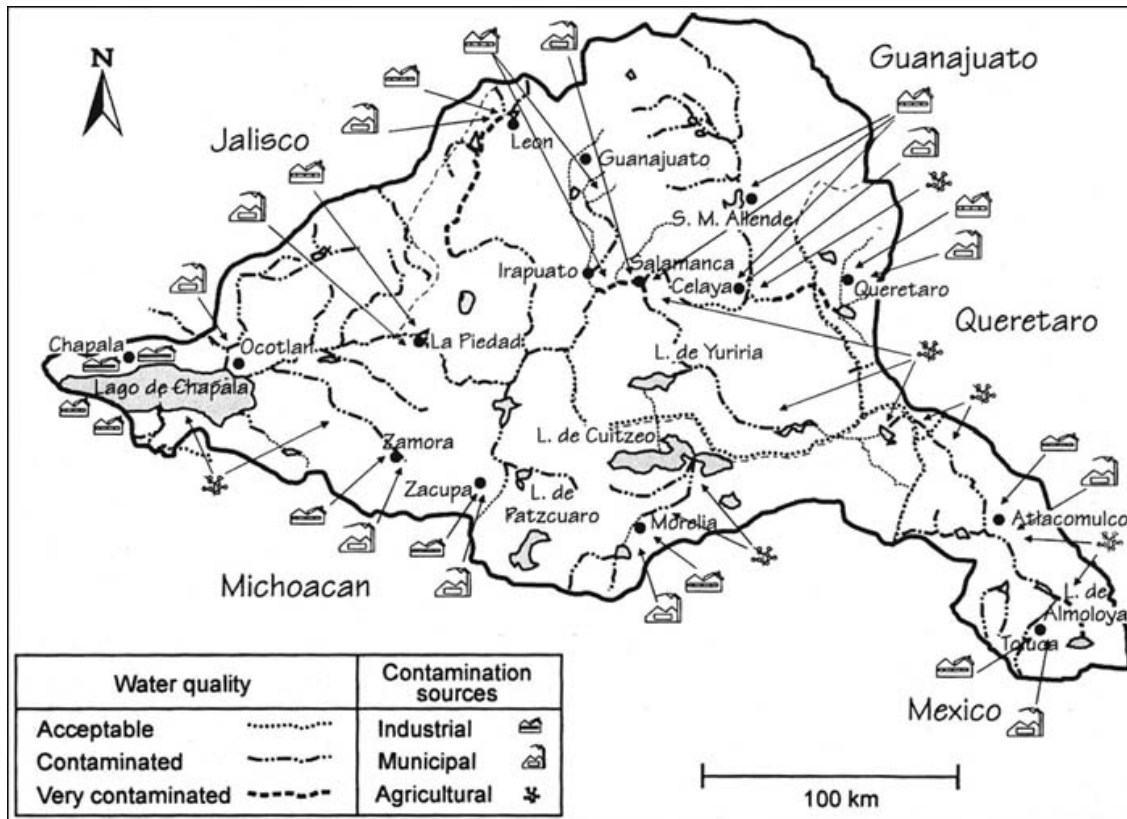 N
Guanajuato
Jalisco
Leon
Guanajuato
S. M. Allende
Irapuato
Salamanca
Celaya
Queretaro
Queretaro
Chapala
Ocotlan
La Piedad
L. de Yuriria
Lago de Chapala
L. de Cuitzeo
Zamora
Zacupa
L. de
Patzcuaro
Morelia
Atlacomulco
Michoacan
L. de
Almoloya
Toluca
Mexico
Water quality
Contamination
sources
Acceptable
Industrial
Contaminated
Municipal
Very contaminated
Agricultural
100 km